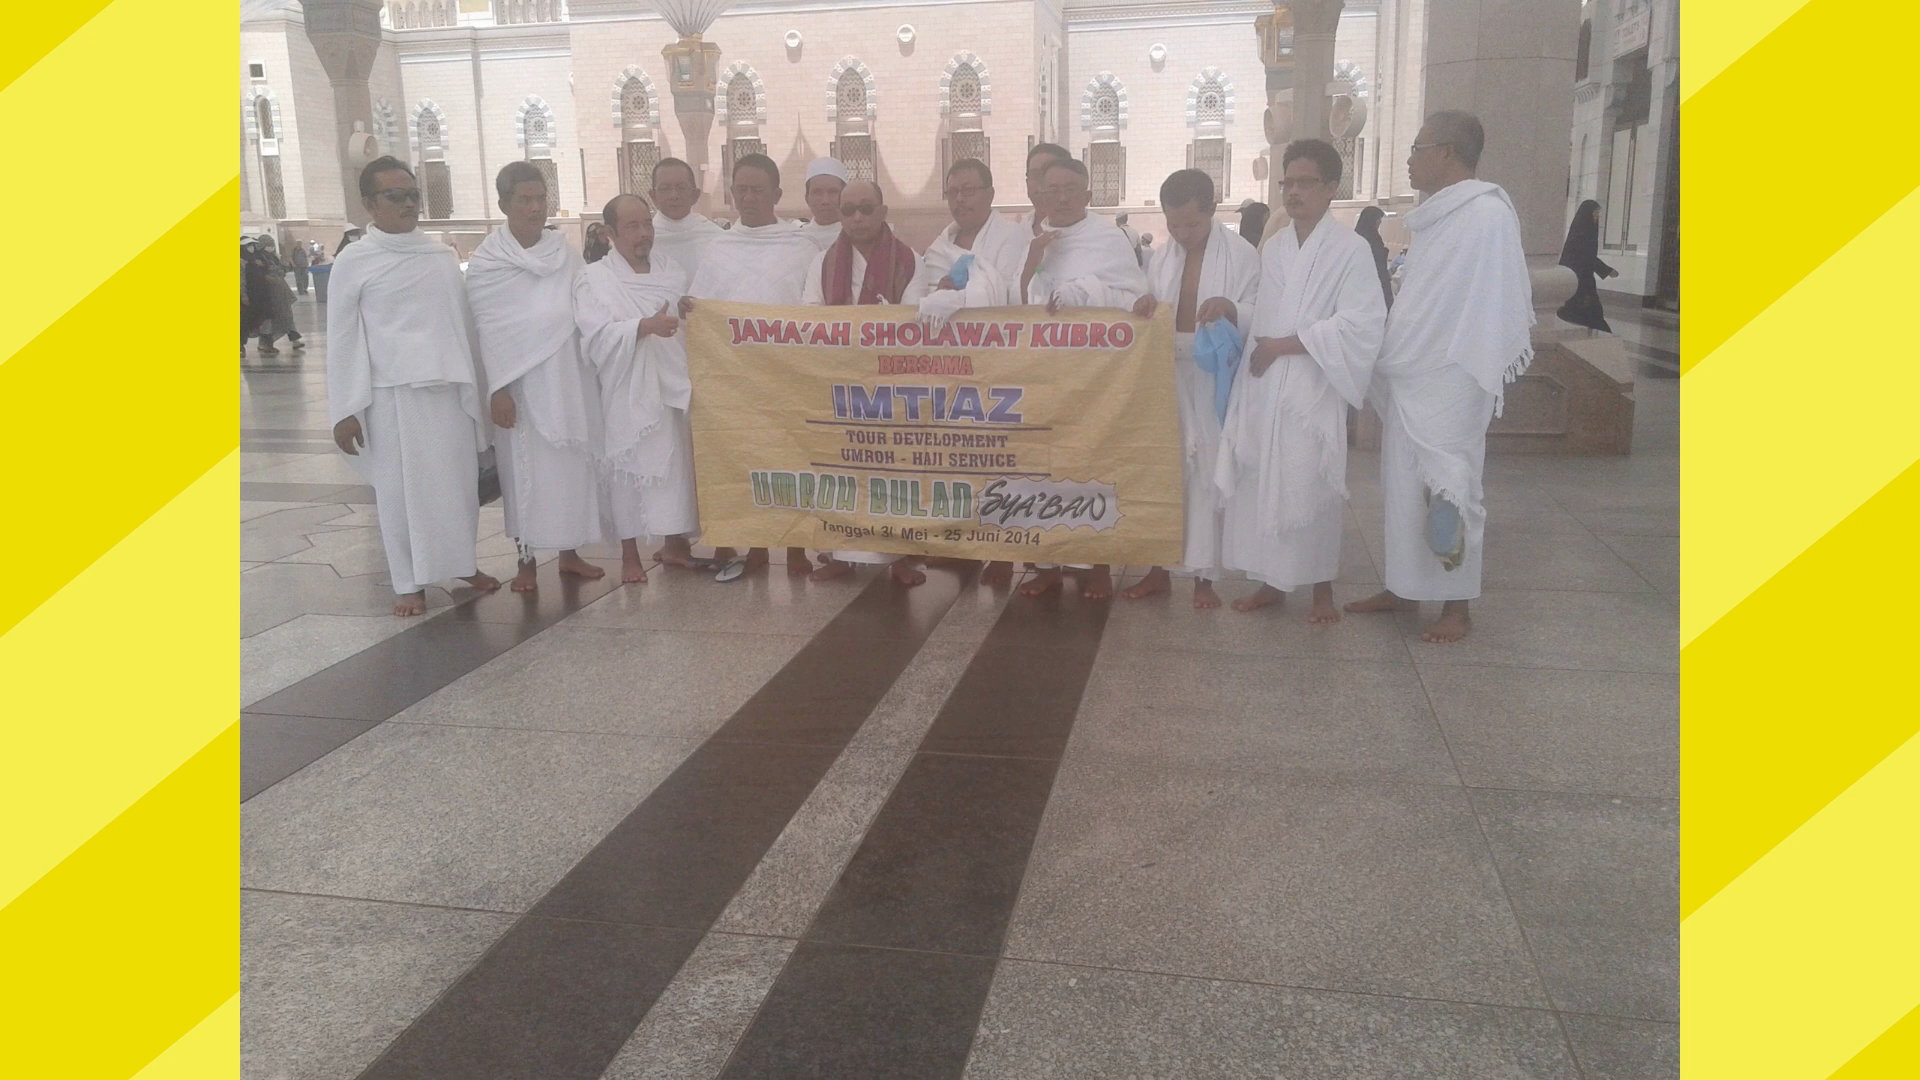 JAMA'AH SHOLAWAT KUBRO
BERSAMA
IMTIAZ
TOUR DEVELOPMENT
UMROH - HAJI SERVICE
UMROH BULAN SYA'BAN
Tanggal 30 Mei - 25 Juni 2014